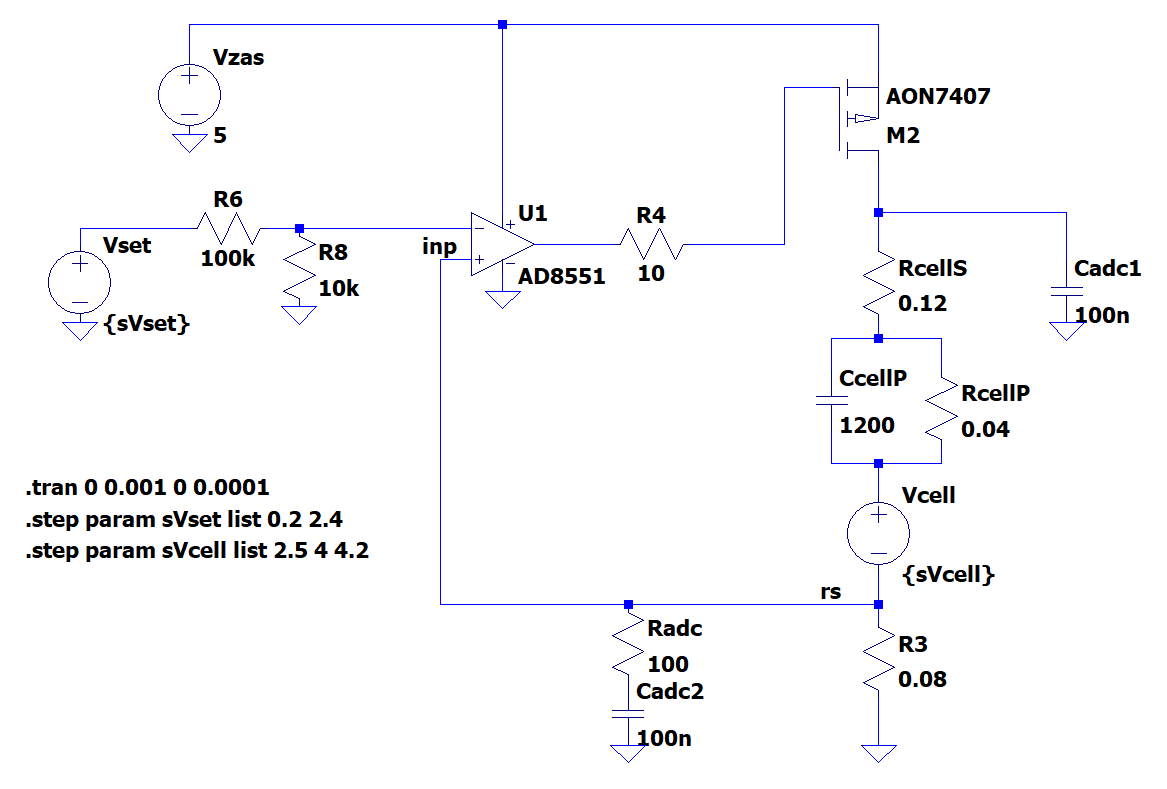 Vzas
5
AON7407
M2
R6
100k
Vset
{sVset}
R8
10k
inp
U1
AD8551
R4
10
RcellS
0.12
Cadc1
100n
CcellP
1200
RcellP
0.04
.tran 0 0.001 0 0.0001
.step param sVset list 0.2 2.4
.step param sVcell list 2.5 4 4.2
Vcell
{sVcell}
rs
Radc
100
Cadc2
100n
R3
0.08